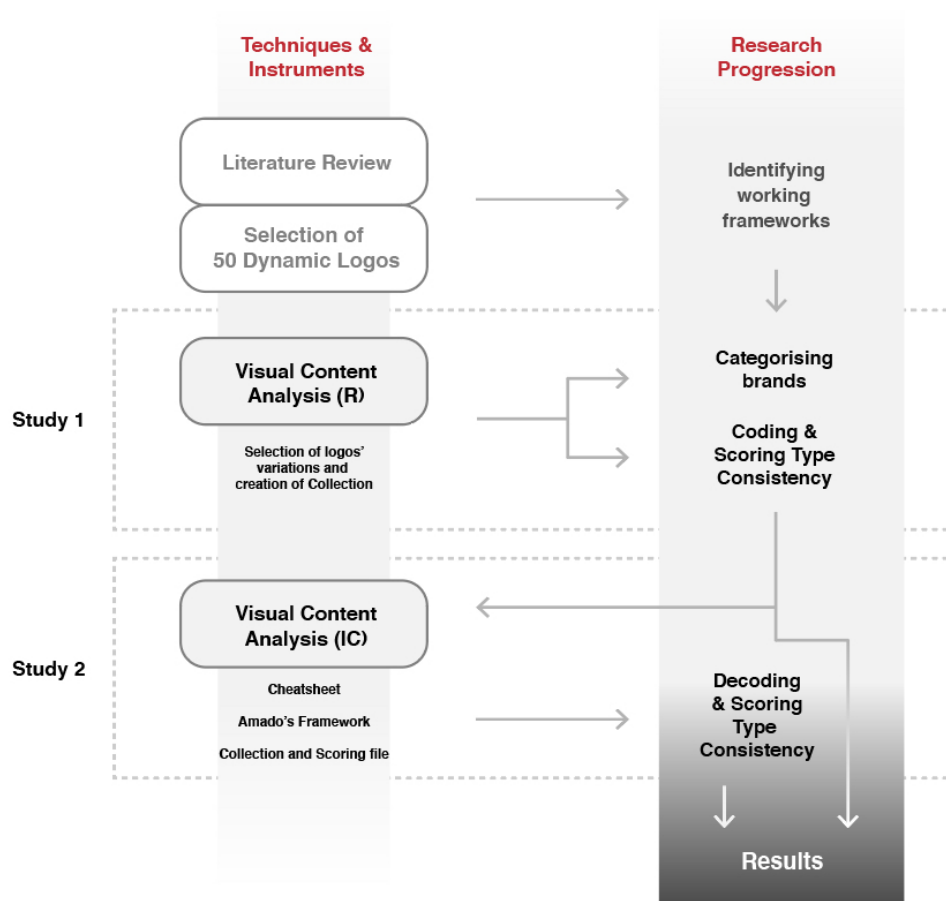 Techniques &
Instruments
Research
Progression
Literature Review
Selection of
50 Dynamic Logos
Identifying
working
frameworks
Study 1
Visual Content
Analysis (R)
Selection of logos’
variations and
creation of Collection
Categorising
brands
Coding &
Scoring Type
Consistency
Study 2
Visual Content
Analysis (IC)
Cheatsheet
Amado’s Framework
Collection and Scoring file
Decoding
& Scoring
Type
Consistency
Results